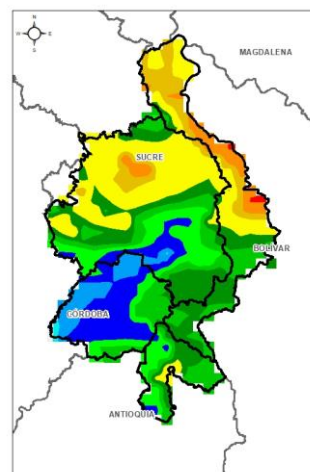 N
W E
S
MAGDALENA
SUCRE
BOLIVAR
CÓRDOBA
ANTIOQUIA